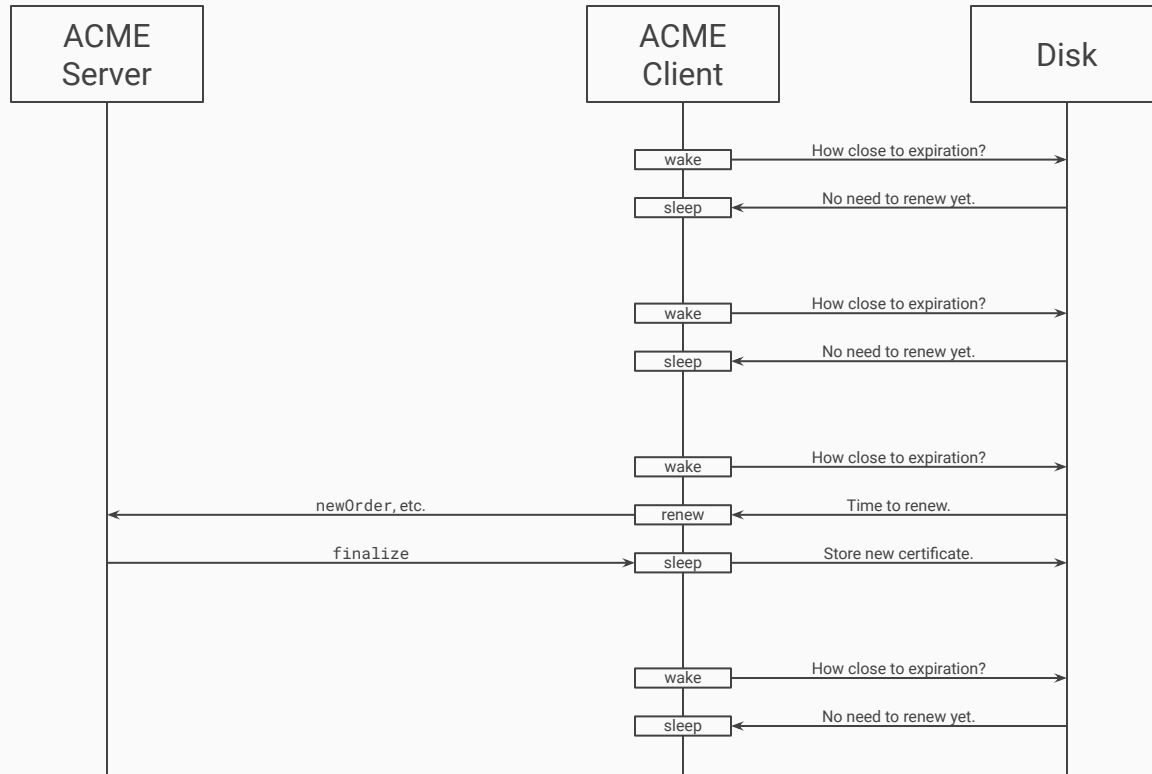 ACME
Server
ACME
Client
Disk
How close to expiration?
wake
No need to renew yet.
sleep
How close to expiration?
wake
No need to renew yet.
sleep
How close to expiration?
wake
newOrder, etc.
renew
Time to renew.
finalize
sleep
Store new certificate.
How close to expiration?
wake
No need to renew yet.
sleep